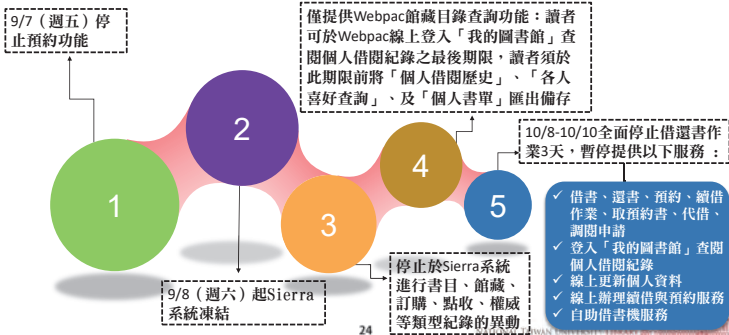 9/7（週五）停
止預約功能
僅提供Webpac館藏目錄查詢功能：讀者
可於Webpac線上登入「我的圖書館」查
閱個人借閱紀錄之最後期限，讀者須於
此期限前將「個人借閱歷史」、「各人
喜好查詢」、及「個人書單」匯出備存
10/8-10/10全面停止借還書作
業3天，暫停提供以下服務：
1
2
3
4
5
✓ 借書、還書、預約、續借
作業、取預約書、代借、
調閱申請
✓ 登入「我的圖書館」查閱
個人借閱紀錄
✓ 線上更新個人資料
✓ 線上辦理續借與預約服務
✓ 自助借書機服務
9/8（週六）起Sierra
系統凍結
停止於Sierra系統
進行書目、館藏、
訂購、點收、權威
等類型紀錄的異動
24